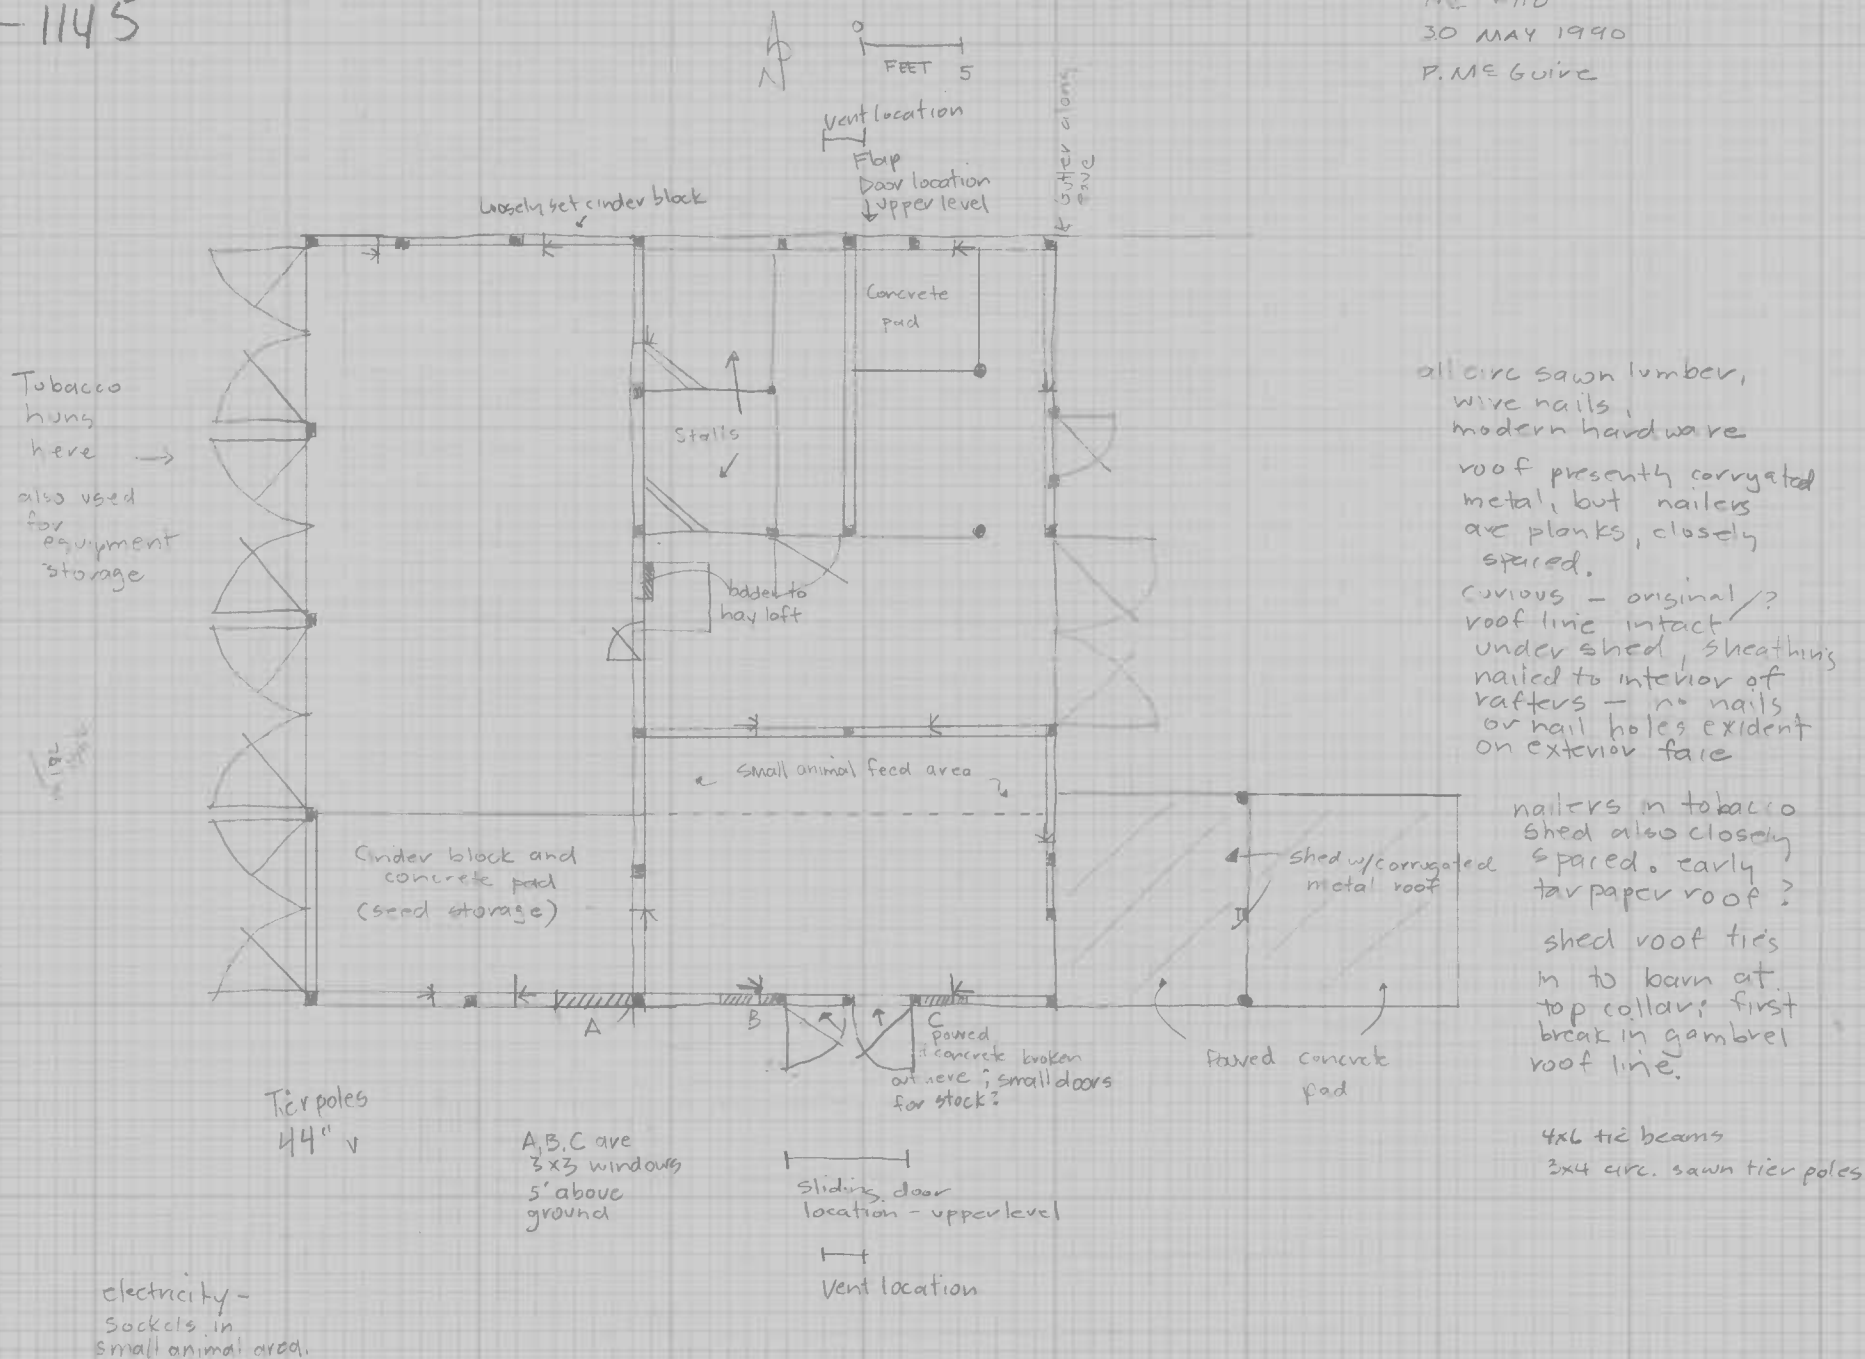 -1145
30 MAY 1990
P. McGuire
N
0
FEET 5
Vent location
Flap
Door location
upper level
Gutter along
eave
Loosely set cinder block
Concrete
pad
Stalls
Tobacco
hung
here →
also used
for
equipment
storage
ladder to
hay loft
small animal feed area
Cinder block and
concrete pad
(seed storage)
shed w/corrugated
metal roof
A
B
C
poured
concrete broken
out here; small doors
for stock?
Poured concrete
pad
all circ sawn lumber,
wire nails,
modern hardware
roof presently corrugated
metal, but nailers
are planks, closely
spaced.
curious - original/?
roof line intact
under shed, sheathing
nailed to interior of
rafters - no nails
or nail holes exident
on exterior face
nailers in tobacco
shed also closely
spaced. early
tar paper roof?
shed roof ties
in to barn at
top collar; first
break in gambrel
roof line.
4x6 tie beams
3x4 circ. sawn tier poles
Tier poles
44" v
A, B, C are
3x3 windows
5' above
ground
Sliding door
location - upper level
Vent location
electricity -
Sockets in
small animal area.